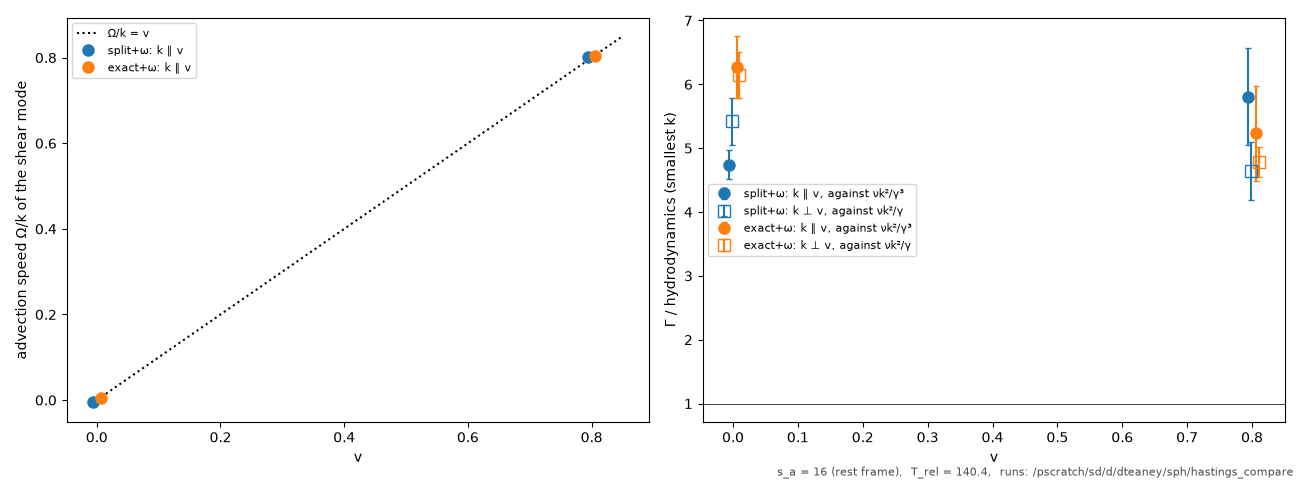 advection speed Ω/k of the shear mode
0.8
0.6
0.4
0.2
0.0
Ω/k = v
split+ω: k ∥ v
exact+ω: k ∥ v
0.0
0.2
0.4
0.6
0.8
v
Γ / hydrodynamics (smallest k)
7
6
5
4
3
2
1
split+ω: k ∥ v, against νk²/γ³
split+ω: k ⊥ v, against νk²/γ
exact+ω: k ∥ v, against νk²/γ³
exact+ω: k ⊥ v, against νk²/γ
0.0
0.1
0.2
0.3
0.4
0.5
0.6
0.7
0.8
v
s_a = 16 (rest frame), T_rel = 140.4, runs: /pscratch/sd/d/dteaney/sph/hastings_compare